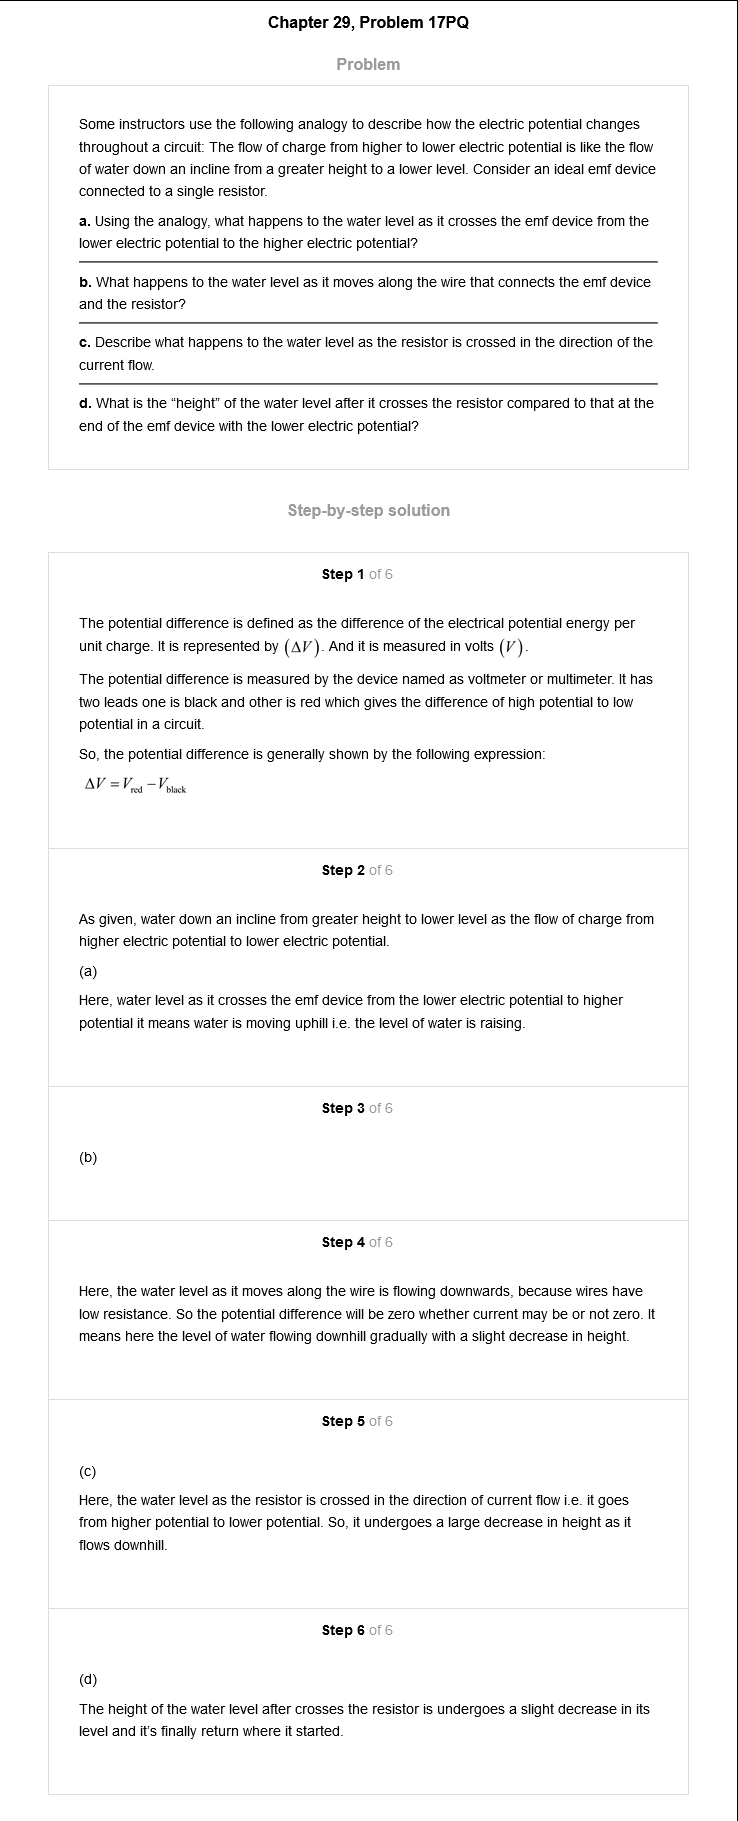 Chapter 29, Problem 17PQ
Problem
Some instructors use the following analogy to describe how the electric potential changes
throughout a circuit: The flow of charge from higher to lower electric potential is like the flow
of water down an incline from a greater height to a lower level. Consider an ideal emf device
connected to a single resistor.
a. Using the analogy, what happens to the water level as it crosses the emf device from the
lower electric potential to the higher electric potential?
b. What happens to the water level as it moves along the wire that connects the emf device
and the resistor?
c. Describe what happens to the water level as the resistor is crossed in the direction of the
current flow.
d. What is the “height” of the water level after it crosses the resistor compared to that at the
end of the emf device with the lower electric potential?
Step-by-step solution
Step 1 of 6
The potential difference is defined as the difference of the electrical potential energy per
unit charge. It is represented by (ΔV). And it is measured in volts (V).
The potential difference is measured by the device named as voltmeter or multimeter. It has
two leads one is black and other is red which gives the difference of high potential to low
potential in a circuit.
So, the potential difference is generally shown by the following expression:
ΔV = V_red − V_black
Step 2 of 6
As given, water down an incline from greater height to lower level as the flow of charge from
higher electric potential to lower electric potential.
(a)
Here, water level as it crosses the emf device from the lower electric potential to higher
potential it means water is moving uphill i.e. the level of water is raising.
Step 3 of 6
(b)
Step 4 of 6
Here, the water level as it moves along the wire is flowing downwards, because wires have
low resistance. So the potential difference will be zero whether current may be or not zero. It
means here the level of water flowing downhill gradually with a slight decrease in height.
Step 5 of 6
(c)
Here, the water level as the resistor is crossed in the direction of current flow i.e. it goes
from higher potential to lower potential. So, it undergoes a large decrease in height as it
flows downhill.
Step 6 of 6
(d)
The height of the water level after crosses the resistor is undergoes a slight decrease in its
level and it's finally return where it started.